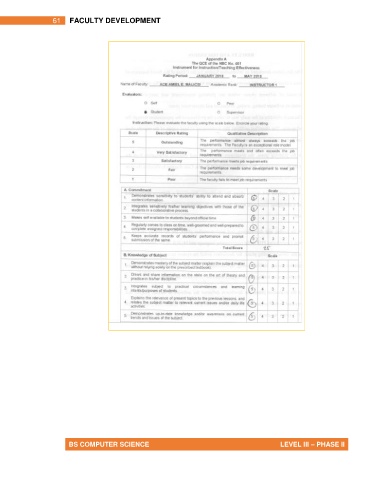 61 FACULTY DEVELOPMENT
Appendix A
The QCE of the NBC No. 461
Instrument for Instruction/Teaching Effectiveness
Rating Period: JANUARY 2018 to MAY 2018
Name of Faculty: Academic Rank: INSTRUCTOR I
Evaluators:
Self Peer
Student Supervisor
Instruction: Please evaluate the faculty using the scale below. Encircle your rating
Scale Descriptive Rating Qualitative Description
5 Outstanding The performance almost always exceeds the job
requirements. The Faculty is an exceptional role model
4 Very Satisfactory The performance meets and often exceeds the job
requirements
3 Satisfactory The performance meets job requirements
2 Fair The performance needs some development to meet job
requirements
1 Poor The faculty fails to meet job requirements
A. Commitment Scale
1. Demonstrates sensitivity to students' ability to attend and absorb
content information 5 4 3 2 1
2. Integrates sensitively his/her learning objectives with those of the
students in a collaborative process 5 4 3 2 1
3. Makes self available to students beyond official time 5 4 3 2 1
4. Regularly comes to class on time, well-groomed and well-prepared to
complete assigned responsibilities 5 4 3 2 1
5. Keeps accurate records of students' performance and prompt
submission of the same 5 4 3 2 1
Total Score 25
B. Knowledge of Subject Scale
1. Demonstrates mastery of the subject matter (explain the subject matter
without relying solely on the prescribed textbook) 5 4 3 2 1
2. Draws and share information on the state on the art of theory and
practice in his/her discipline 5 4 3 2 1
3. Integrates subject to practical circumstances and learning
intents/purposes of students 5 4 3 2 1
4. Explains the relevance of present topics to the previous lessons, and
relates the subject matter to relevant current issues and/or daily life
activities 5 4 3 2 1
5. Demonstrates up-to-date knowledge and/or awareness on current
trends and issues of the subject 5 4 3 2 1
BS COMPUTER SCIENCE LEVEL III – PHASE II